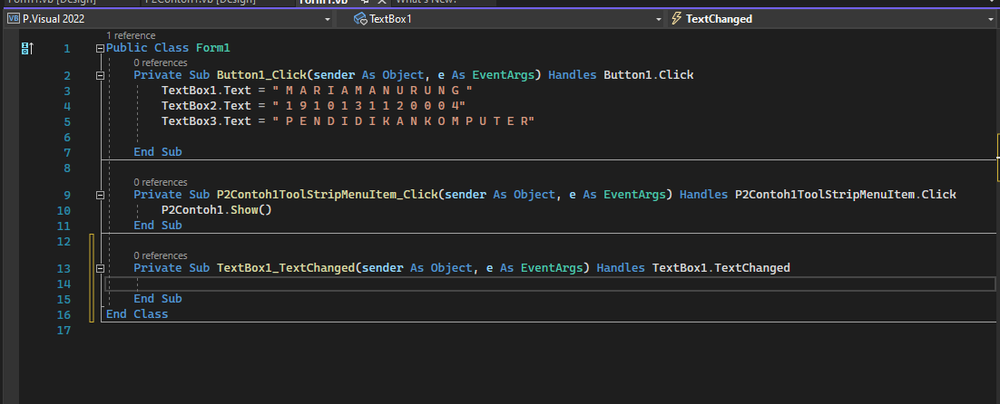 Form1.vb [Design] P2Contoh1.vb [Design] Form1.vb What's New?
P.Visual 2022 TextBox1 TextChanged
1 reference
1 Public Class Form1
0 references
2 Private Sub Button1_Click(sender As Object, e As EventArgs) Handles Button1.Click
3 TextBox1.Text = " M A R I A M A N U R U N G "
4 TextBox2.Text = " 1 9 1 0 1 3 1 1 2 0 0 0 4"
5 TextBox3.Text = " P E N D I D I K A N K O M P U T E R"
6
7 End Sub
8
0 references
9 Private Sub P2Contoh1ToolStripMenuItem_Click(sender As Object, e As EventArgs) Handles P2Contoh1ToolStripMenuItem.Click
10 P2Contoh1.Show()
11 End Sub
12
0 references
13 Private Sub TextBox1_TextChanged(sender As Object, e As EventArgs) Handles TextBox1.TextChanged
14
15 End Sub
16 End Class
17